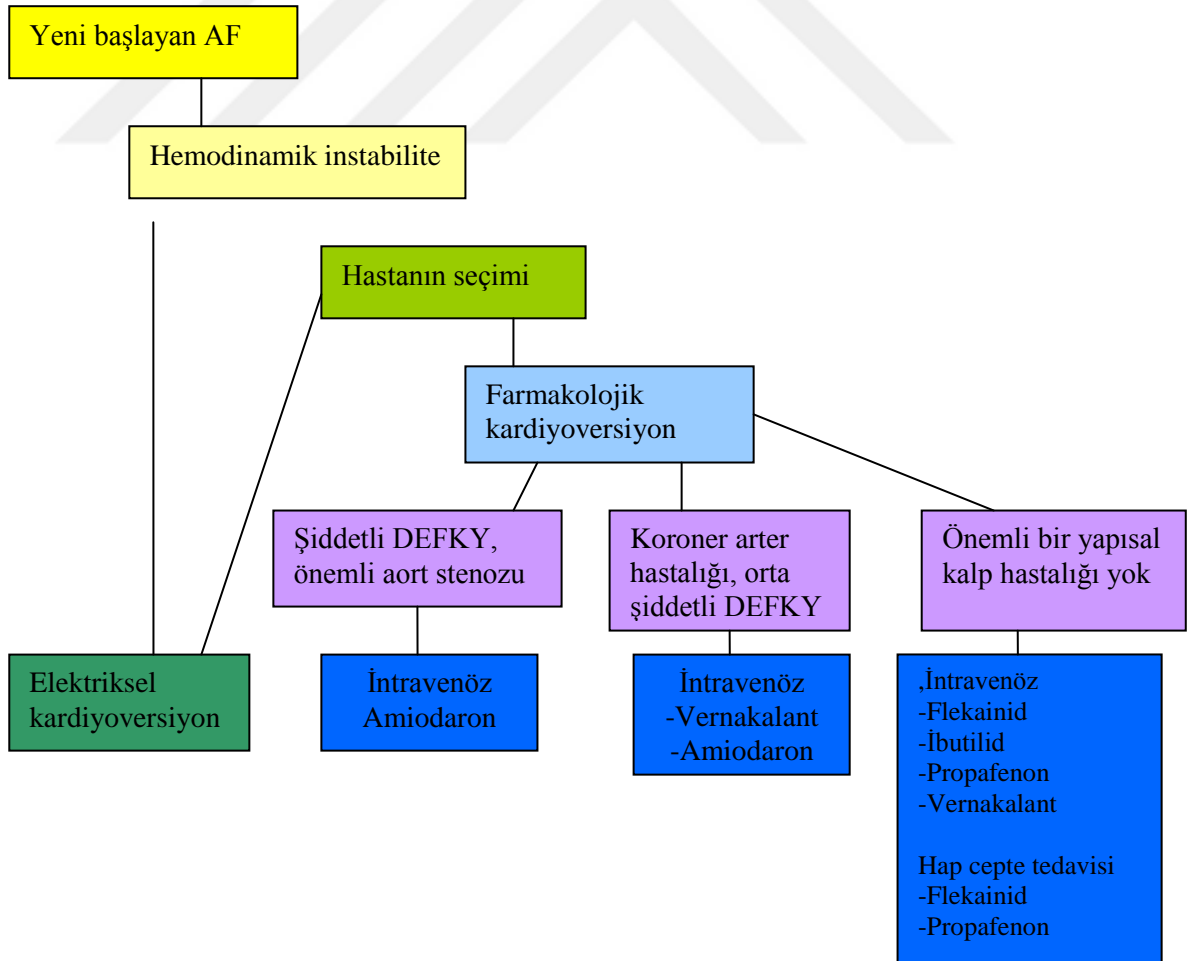 Yeni başlayan AF
Hemodinamik instabilite
Hastanın seçimi
Farmakolojik
kardiyoversiyon
Şiddetli DEFKY,
önemli aort stenozu
Koroner arter
hastalığı, orta
şiddetli DEFKY
Önemli bir yapısal
kalp hastalığı yok
Elektriksel
kardiyoversiyon
İntravenöz
Amiodaron
İntravenöz
-Vernakalant
-Amiodaron
,İntravenöz
-Flekainid
-İbutilid
-Propafenon
-Vernakalant
Hap cepte tedavisi
-Flekainid
-Propafenon